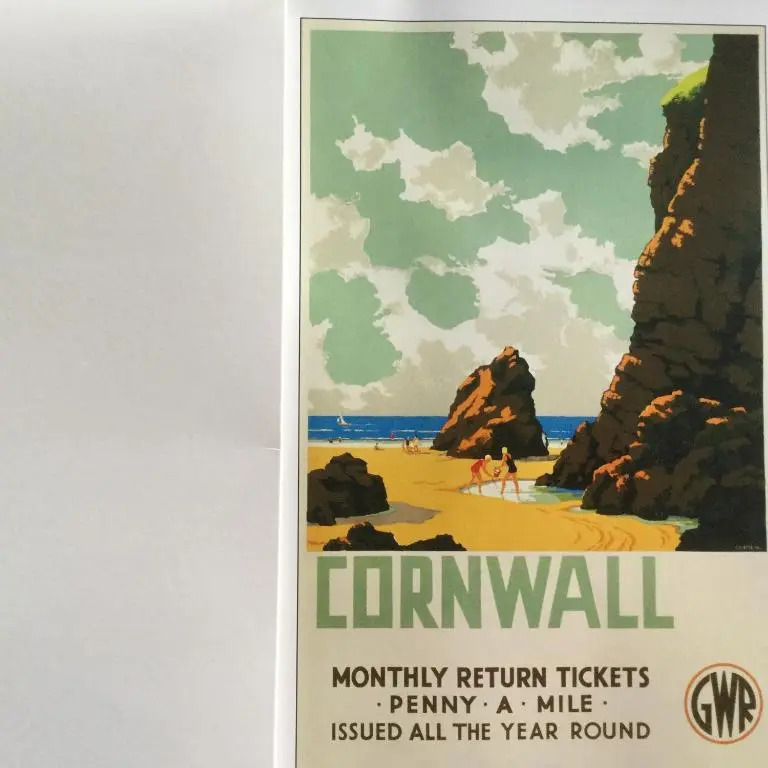 CORNWALL
MONTHLY RETURN TICKETS
· PENNY · A · MILE ·
ISSUED ALL THE YEAR ROUND
GWR